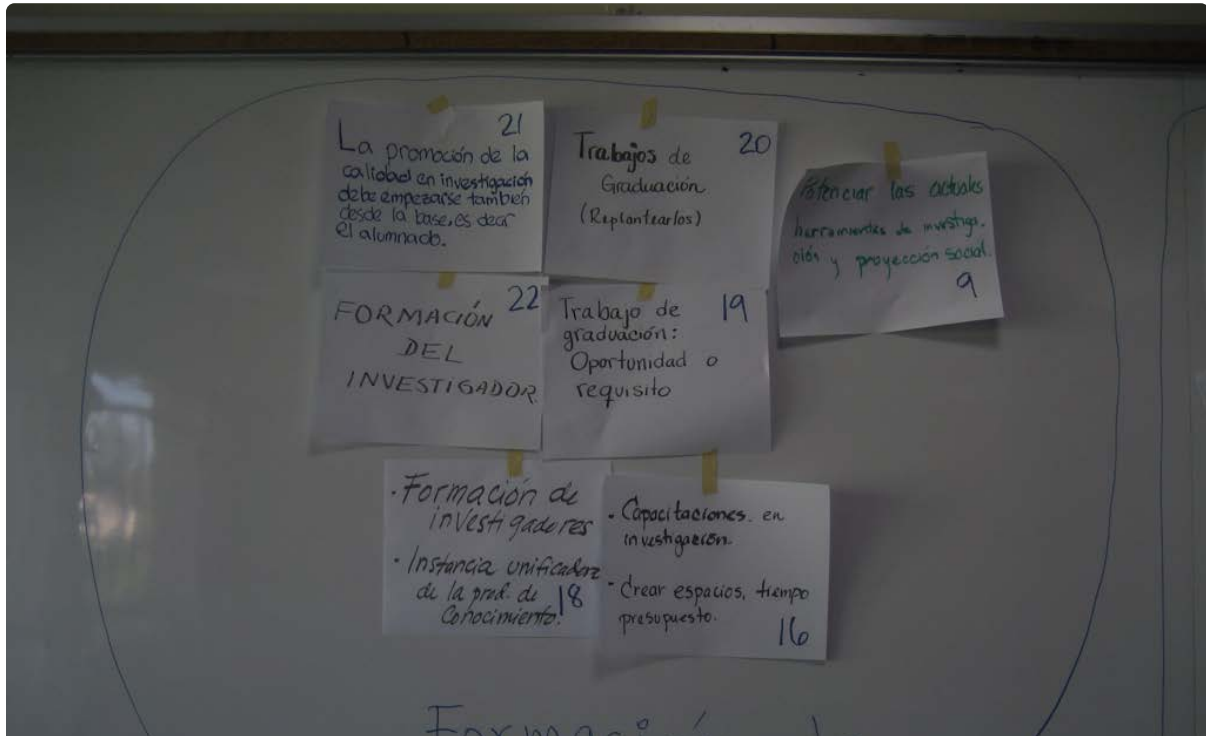 21
La promoción de la
calidad en investigación
debe empezarse también
desde la base, es decir
el alumnado.
20
Trabajos de
Graduación
(Replantearlos)
Potenciar las actuales
herramientas de investiga-
ción y proyección social.
9
22
FORMACIÓN
DEL
INVESTIGADOR.
19
Trabajo de
graduación:
Oportunidad o
requisito
· Formación de
investigadores
· Instancia unificadora
de la prod. de
Conocimiento.
18
· Capacitaciones en
investigación.
· Crear espacios, tiempo
presupuesto.
16